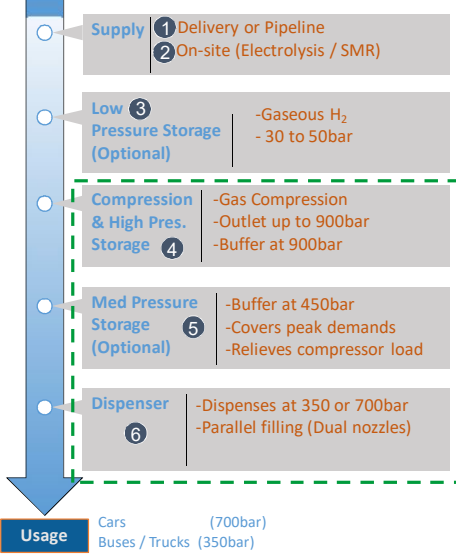 Supply 1 Delivery or Pipeline
2 On-site (Electrolysis / SMR)
Low 3
Pressure Storage
(Optional)
-Gaseous H₂
- 30 to 50bar
Compression
& High Pres.
Storage 4
-Gas Compression
-Outlet up to 900bar
-Buffer at 900bar
Med Pressure
Storage 5
(Optional)
-Buffer at 450bar
-Covers peak demands
-Relieves compressor load
Dispenser
6
-Dispenses at 350 or 700bar
-Parallel filling (Dual nozzles)
Usage
Cars (700bar)
Buses / Trucks (350bar)